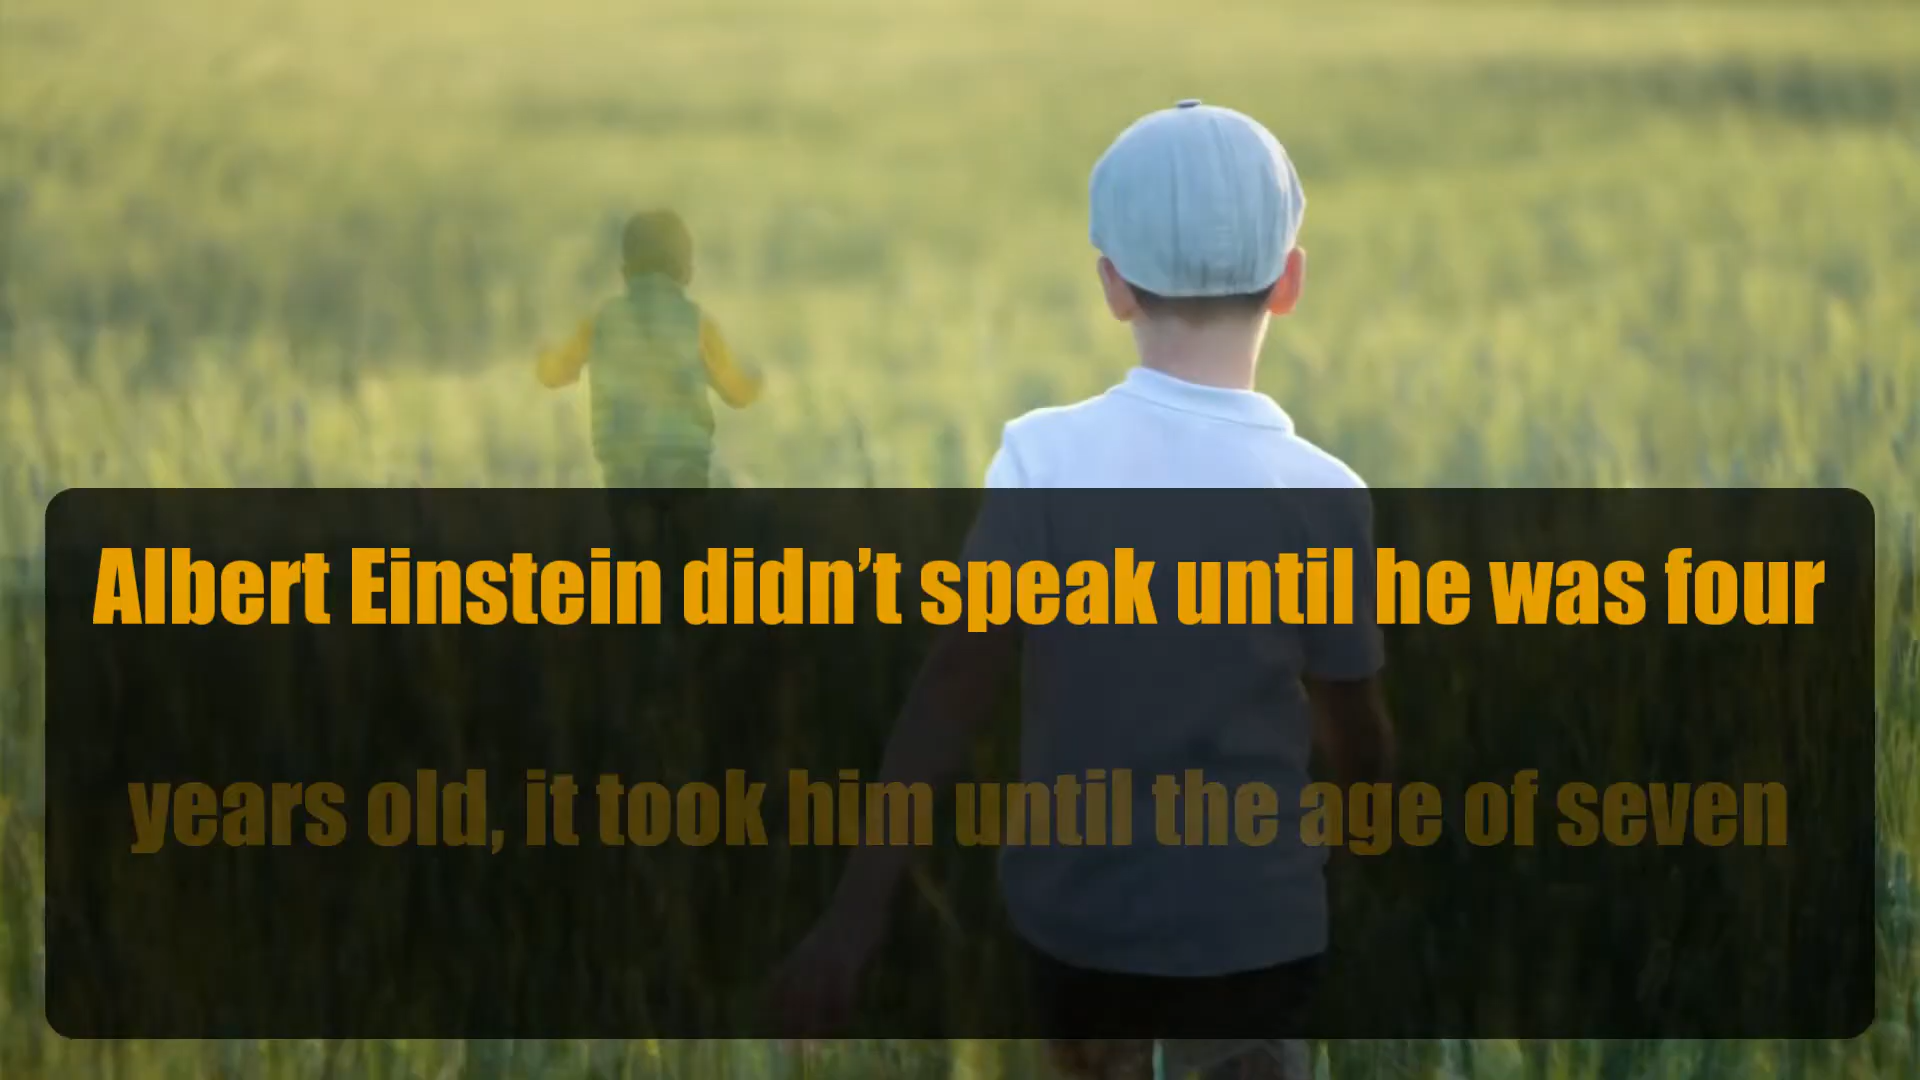 Albert Einstein didn’t speak until he was four
years old, it took him until the age of seven